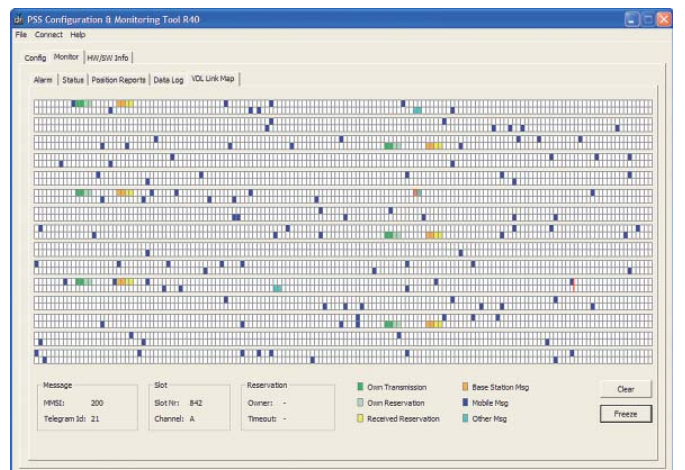 PSS Configuration & Monitoring Tool R40
File Connect Help
Config Monitor HW/SW Info
Alarm Status Position Reports Data Log VDL Link Map
Message Slot Reservation
MMSI: 200 Slot Nr: 842 Owner: -
Telegram Id: 21 Channel: A Timeout: -
Own Transmission Base Station Msg
Own Reservation Mobile Msg
Received Reservation Other Msg
Clear
Freeze